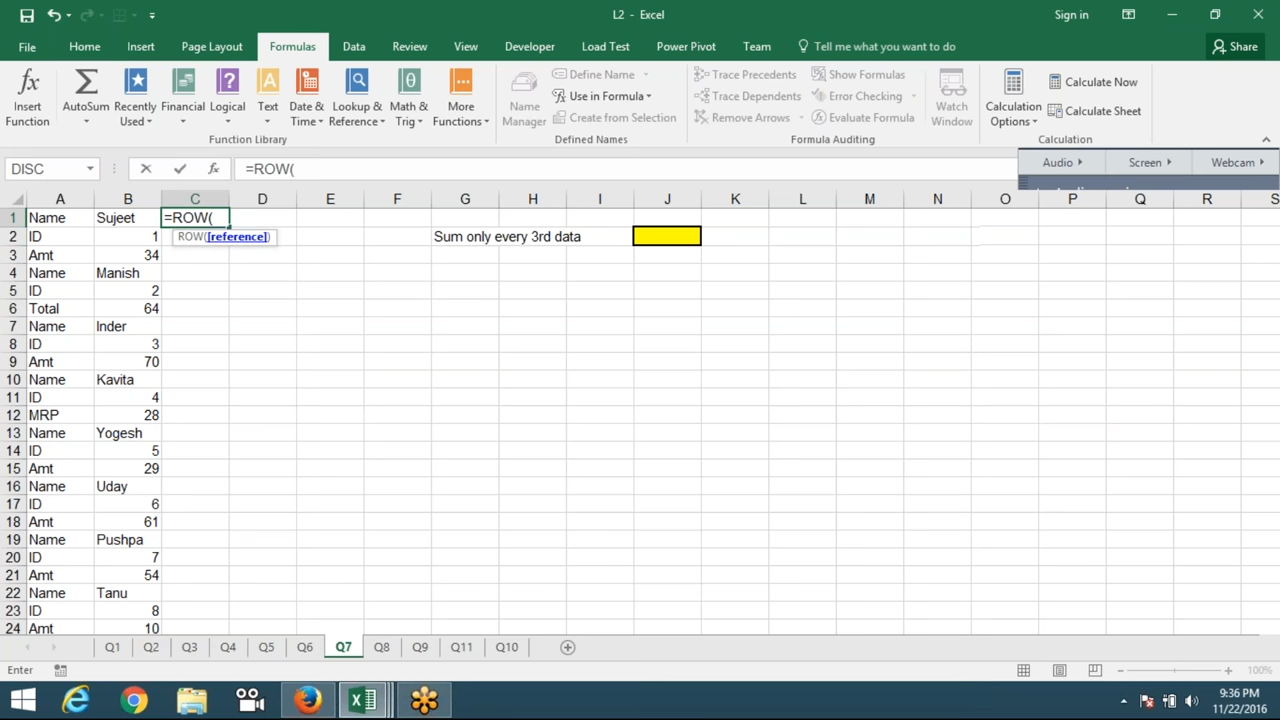 L2 - Excel
Sign in
File Home Insert Page Layout Formulas Data Review View Developer Load Test Power Pivot Team Tell me what you want to do Share
Insert Function
AutoSum
Recently Used
Financial
Logical
Text
Date & Time
Lookup & Reference
Math & Trig
More Functions
Function Library
Name Manager
Define Name
Use in Formula
Create from Selection
Defined Names
Trace Precedents
Trace Dependents
Remove Arrows
Show Formulas
Error Checking
Evaluate Formula
Formula Auditing
Watch Window
Calculation Options
Calculate Now
Calculate Sheet
Calculation
DISC fx =ROW(
Audio Screen Webcam
A B C D E F G H I J K L M N O P Q R S
1 Name Sujeet =ROW(
ROW([reference])
2 ID 1 Sum only every 3rd data
3 Amt 34
4 Name Manish
5 ID 2
6 Total 64
7 Name Inder
8 ID 3
9 Amt 70
10 Name Kavita
11 ID 4
12 MRP 28
13 Name Yogesh
14 ID 5
15 Amt 29
16 Name Uday
17 ID 6
18 Amt 61
19 Name Pushpa
20 ID 7
21 Amt 54
22 Name Tanu
23 ID 8
24 Amt 10
Q1 Q2 Q3 Q4 Q5 Q6 Q7 Q8 Q9 Q11 Q10
Enter 100%
9:36 PM
11/22/2016